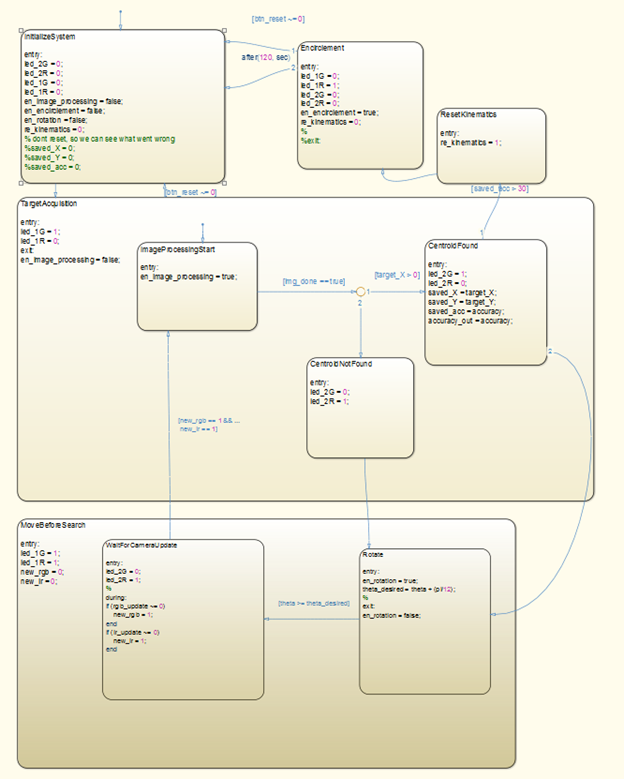 [btn_reset ~=0]
InitializeSystem
entry:
led_2G = 0;
led_2R = 0;
led_1G = 0;
led_1R = 0;
en_image_processing = false;
en_encirclement = false;
en_rotation = false;
re_kinematics = 0;
% dont reset, so we can see what went wrong
%saved_X = 0;
%saved_Y = 0;
%saved_acc = 0;
after(120, sec)
1
2
Encirclement
entry:
led_1G = 0;
led_1R = 1;
led_2G = 0;
led_2R = 0;
en_encirclement = true;
re_kinematics = 0;
%
%exit:
ResetKinematics
entry:
re_kinematics = 1;
[btn_reset ~= 0]
[saved_acc > 30]
TargetAcquisition
entry:
led_1G = 1;
led_1R = 0;
exit:
en_image_processing = false;
ImageProcessingStart
entry:
en_image_processing = true;
[img_done == true]
1
2
[target_X > 0]
1
CentroidFound
entry:
led_2G = 1;
led_2R = 0;
saved_X = target_X;
saved_Y = target_Y;
saved_acc = accuracy;
accuracy_out = accuracy;
2
CentroidNotFound
entry:
led_2G = 0;
led_2R = 1;
[new_rgb == 1 && ...
new_ir == 1]
MoveBeforeSearch
entry:
led_1G = 1;
led_1R = 1;
new_rgb = 0;
new_ir = 0;
WaitForCameraUpdate
entry:
led_2G = 0;
led_2R = 1;
%
during:
if (rgb_update ~= 0)
new_rgb = 1;
end
if (ir_update ~= 0)
new_ir = 1;
end
[theta >= theta_desired]
Rotate
entry:
en_rotation = true;
theta_desired = theta + (pi/12);
%
exit:
en_rotation = false;